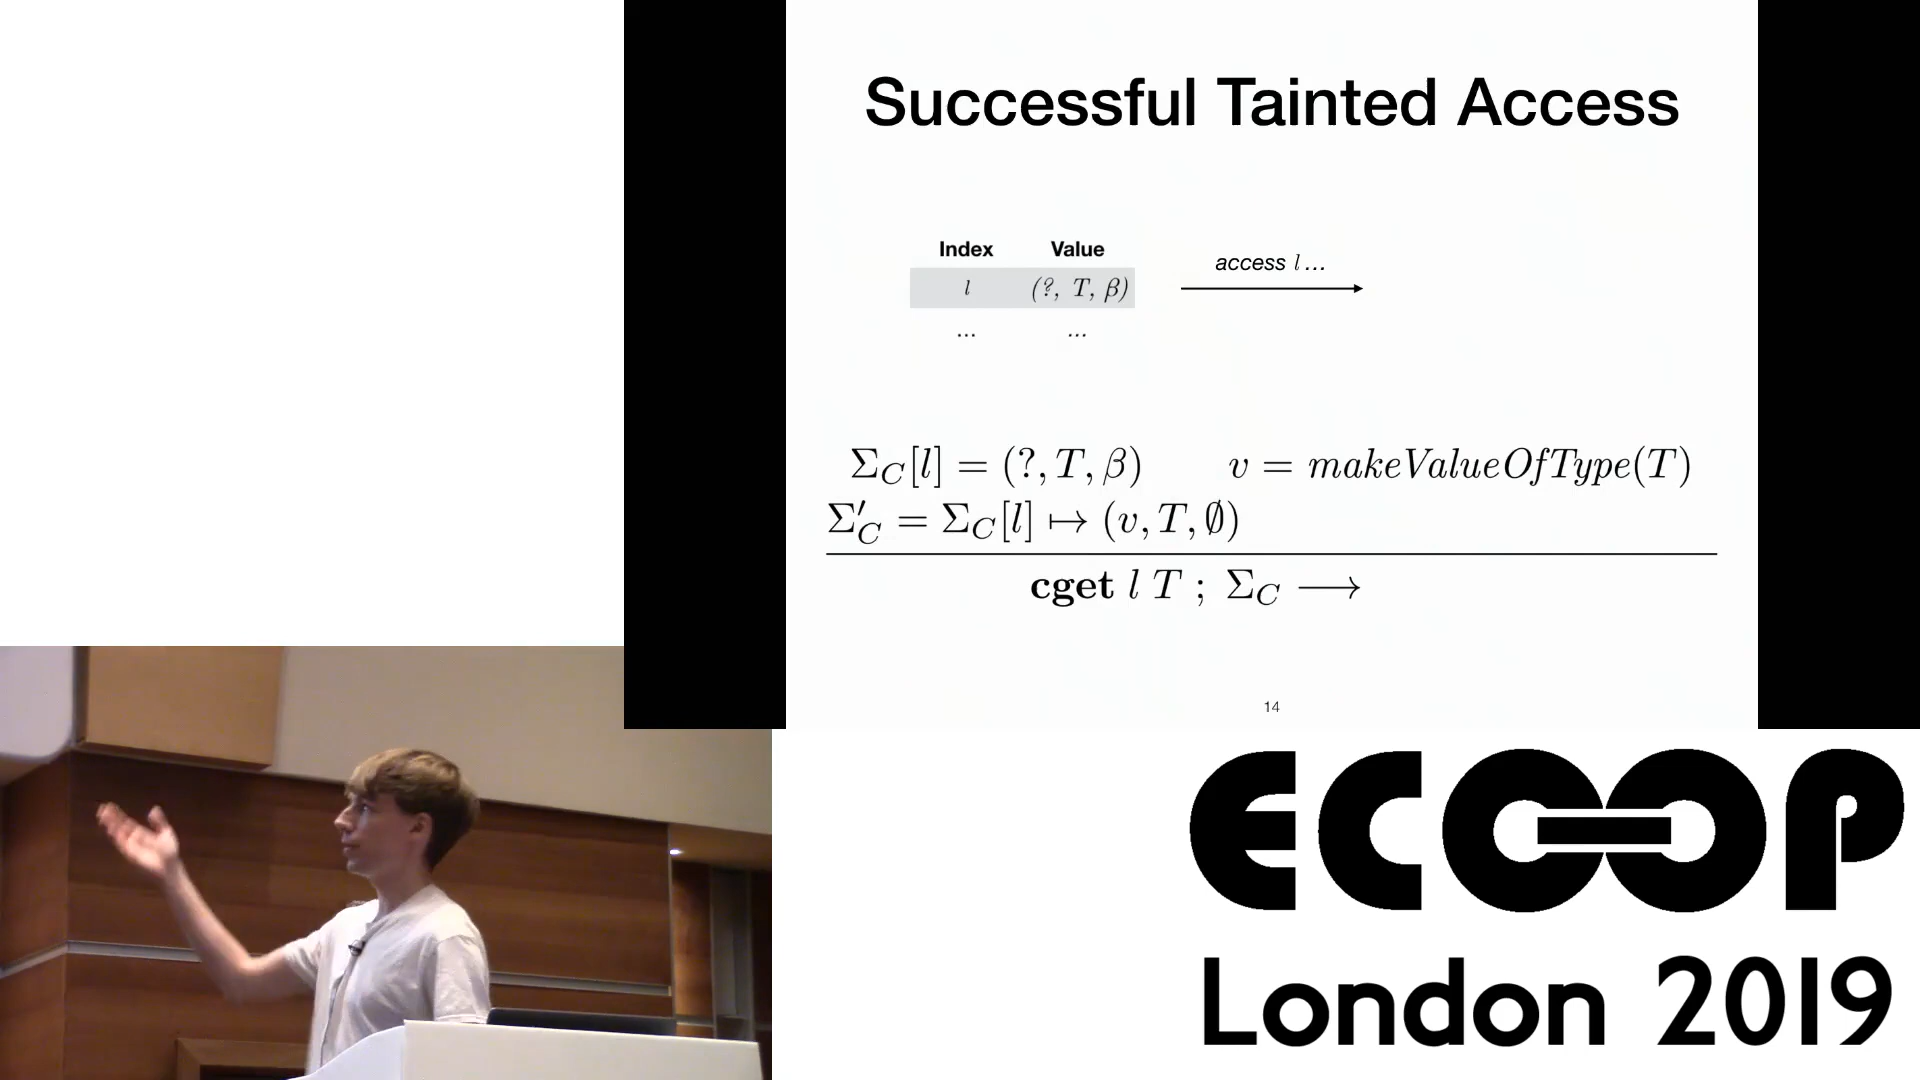 Successful Tainted Access
Index Value
l (?, T, β)
... ...
access l ...
Σ_C[l] = (?, T, β) v = makeValueOfType(T)
Σ′_C = Σ_C[l] ↦ (v, T, ∅)
cget l T ; Σ_C ⟶
14
ECOOP
London 2019